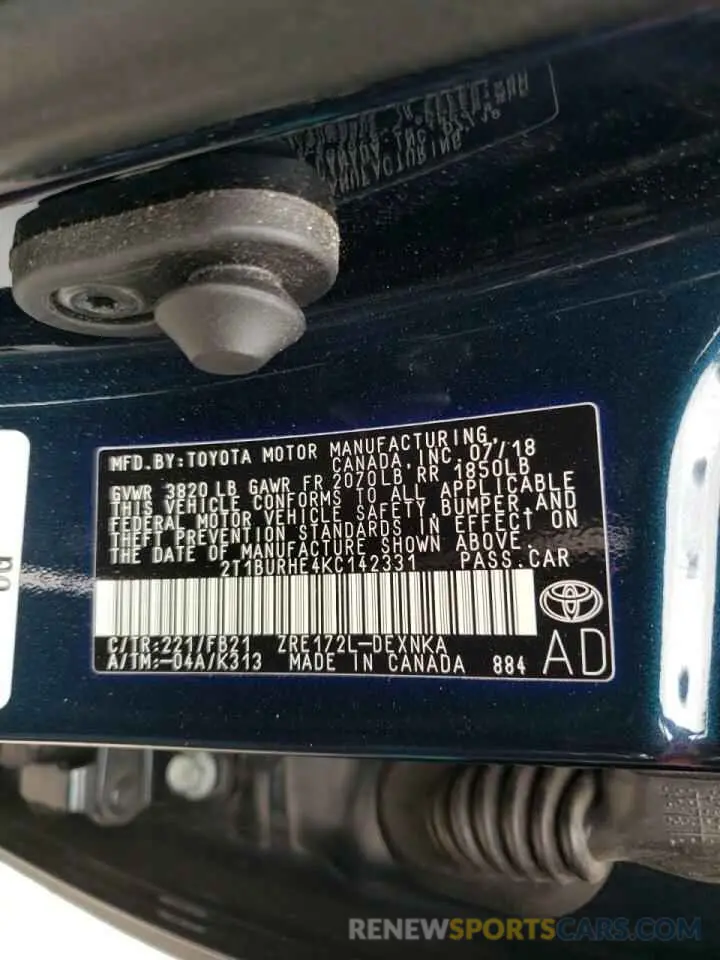 MFD.BY:TOYOTA MOTOR MANUFACTURING,
CANADA, INC. 07/18
GVWR 3820 LB GAWR FR 2070LB, RR 1850LB
THIS VEHICLE CONFORMS TO ALL APPLICABLE
FEDERAL MOTOR VEHICLE SAFETY, BUMPER, AND
THEFT PREVENTION STANDARDS IN EFFECT ON
THE DATE OF MANUFACTURE SHOWN ABOVE.
2T1BURHE4KC142331 PASS.CAR
C/TR:221/FB21 ZRE172L-DEXNKA
A/TM:-04A/K313 MADE IN CANADA 884
AD
RENEWSPORTSCARS.COM